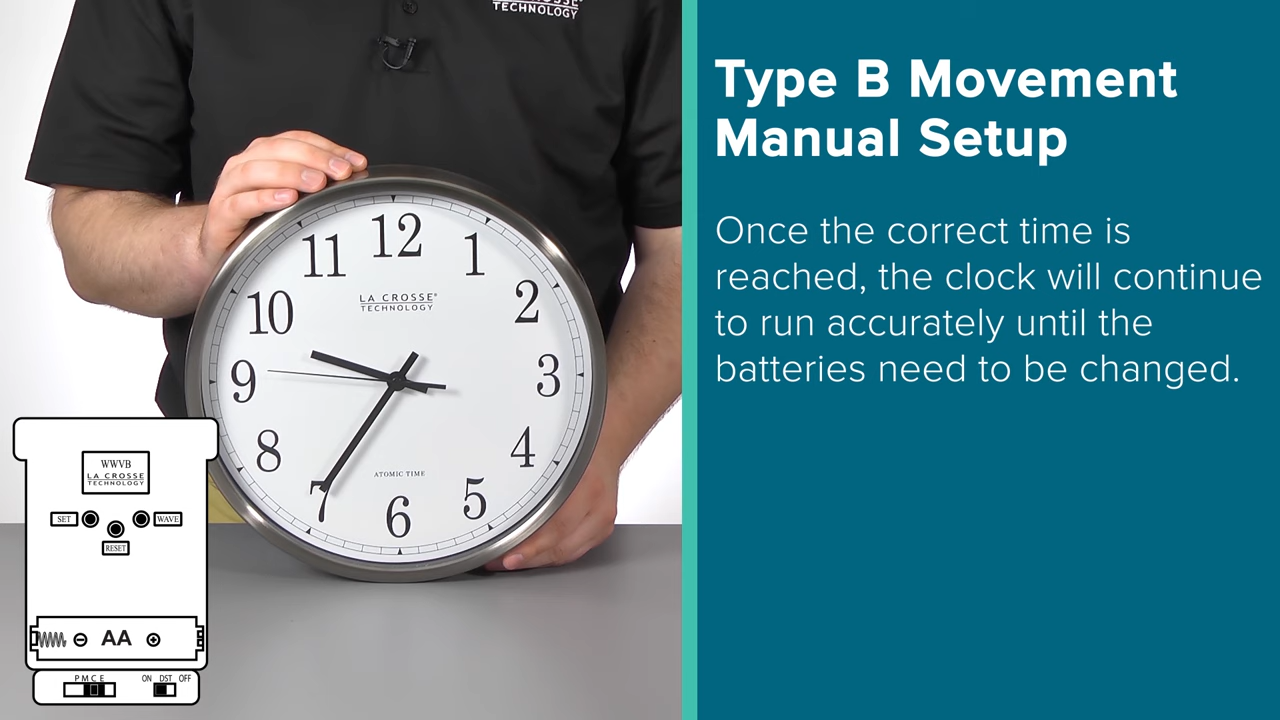 TECHNOLOGY
Type B Movement
Manual Setup
Once the correct time is
reached, the clock will continue
to run accurately until the
batteries need to be changed.
12
11
1
10
2
LA CROSSE®
TECHNOLOGY
9
3
8
4
ATOMIC TIME
7
5
6
WWVB
LA CROSSE
TECHNOLOGY
SET
WAVE
RESET
AA
P M C E
ON DST OFF